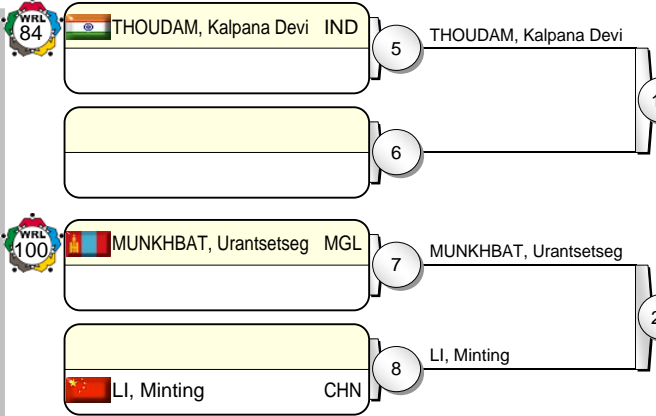 WRL
84
THOUDAM, Kalpana Devi IND
5
THOUDAM, Kalpana Devi
6
WRL
100
MUNKHBAT, Urantsetseg MGL
7
MUNKHBAT, Urantsetseg
LI, Minting CHN
8
LI, Minting